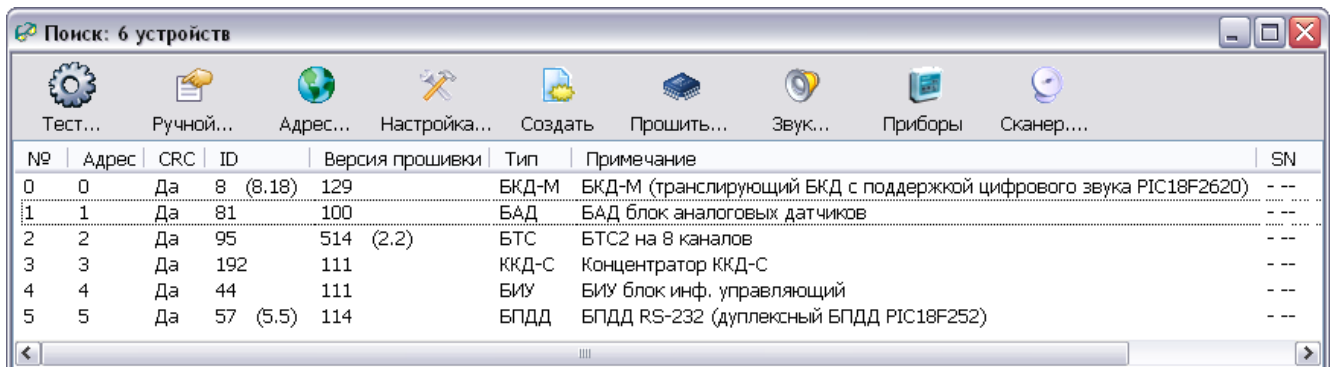 Поиск: 6 устройств
Тест... Ручной... Адрес... Настройка... Создать Прошить... Звук... Приборы Сканер....
№ Адрес CRC ID Версия прошивки Тип Примечание SN
0 0 Да 8 (8.18) 129 БКД-М БКД-М (транслирующий БКД с поддержкой цифрового звука PIC18F2620) - --
1 1 Да 81 100 БАД БАД блок аналоговых датчиков - --
2 2 Да 95 514 (2.2) БТС БТС2 на 8 каналов - --
3 3 Да 192 111 ККД-С Концентратор ККД-С - --
4 4 Да 44 111 БИУ БИУ блок инф. управляющий - --
5 5 Да 57 (5.5) 114 БПДД БПДД RS-232 (дуплексный БПДД PIC18F252) - --